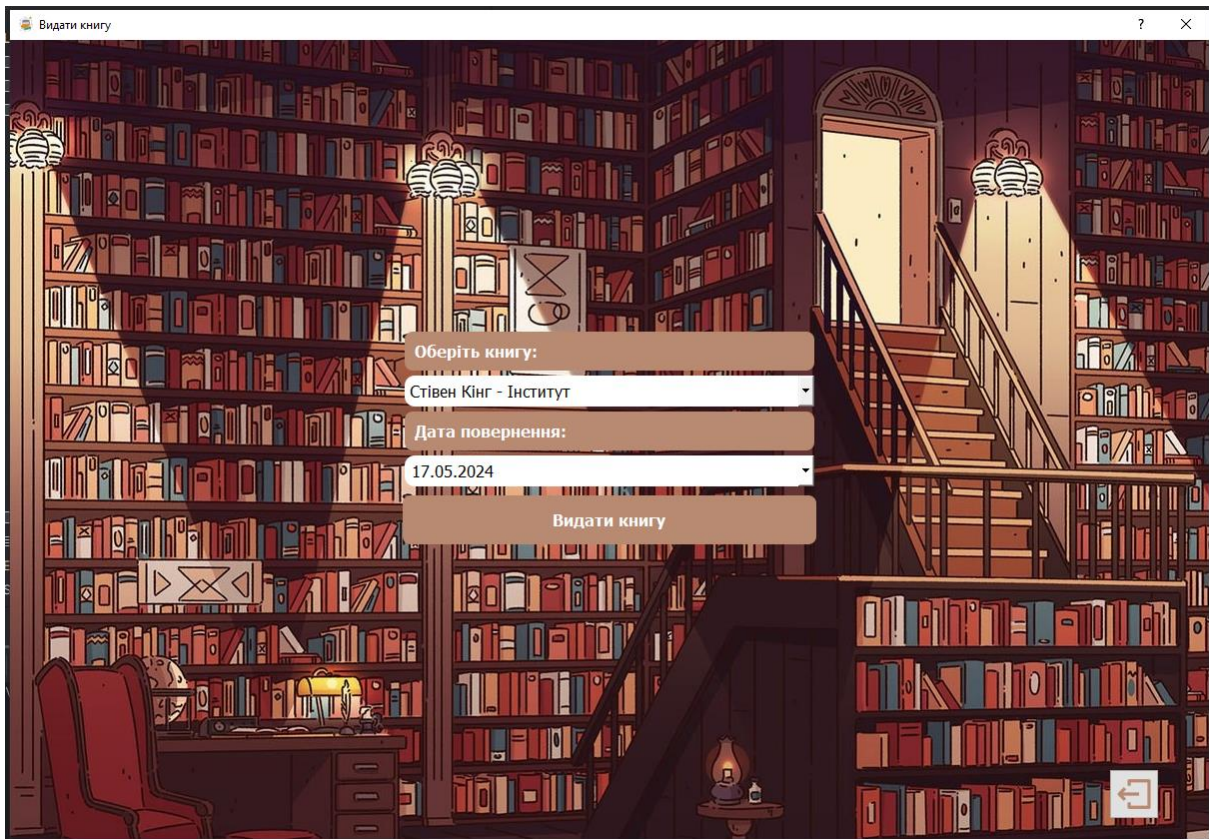 Видати книгу
?
Оберіть книгу:
Стівен Кінг - Інститут
Дата повернення:
17.05.2024
Видати книгу